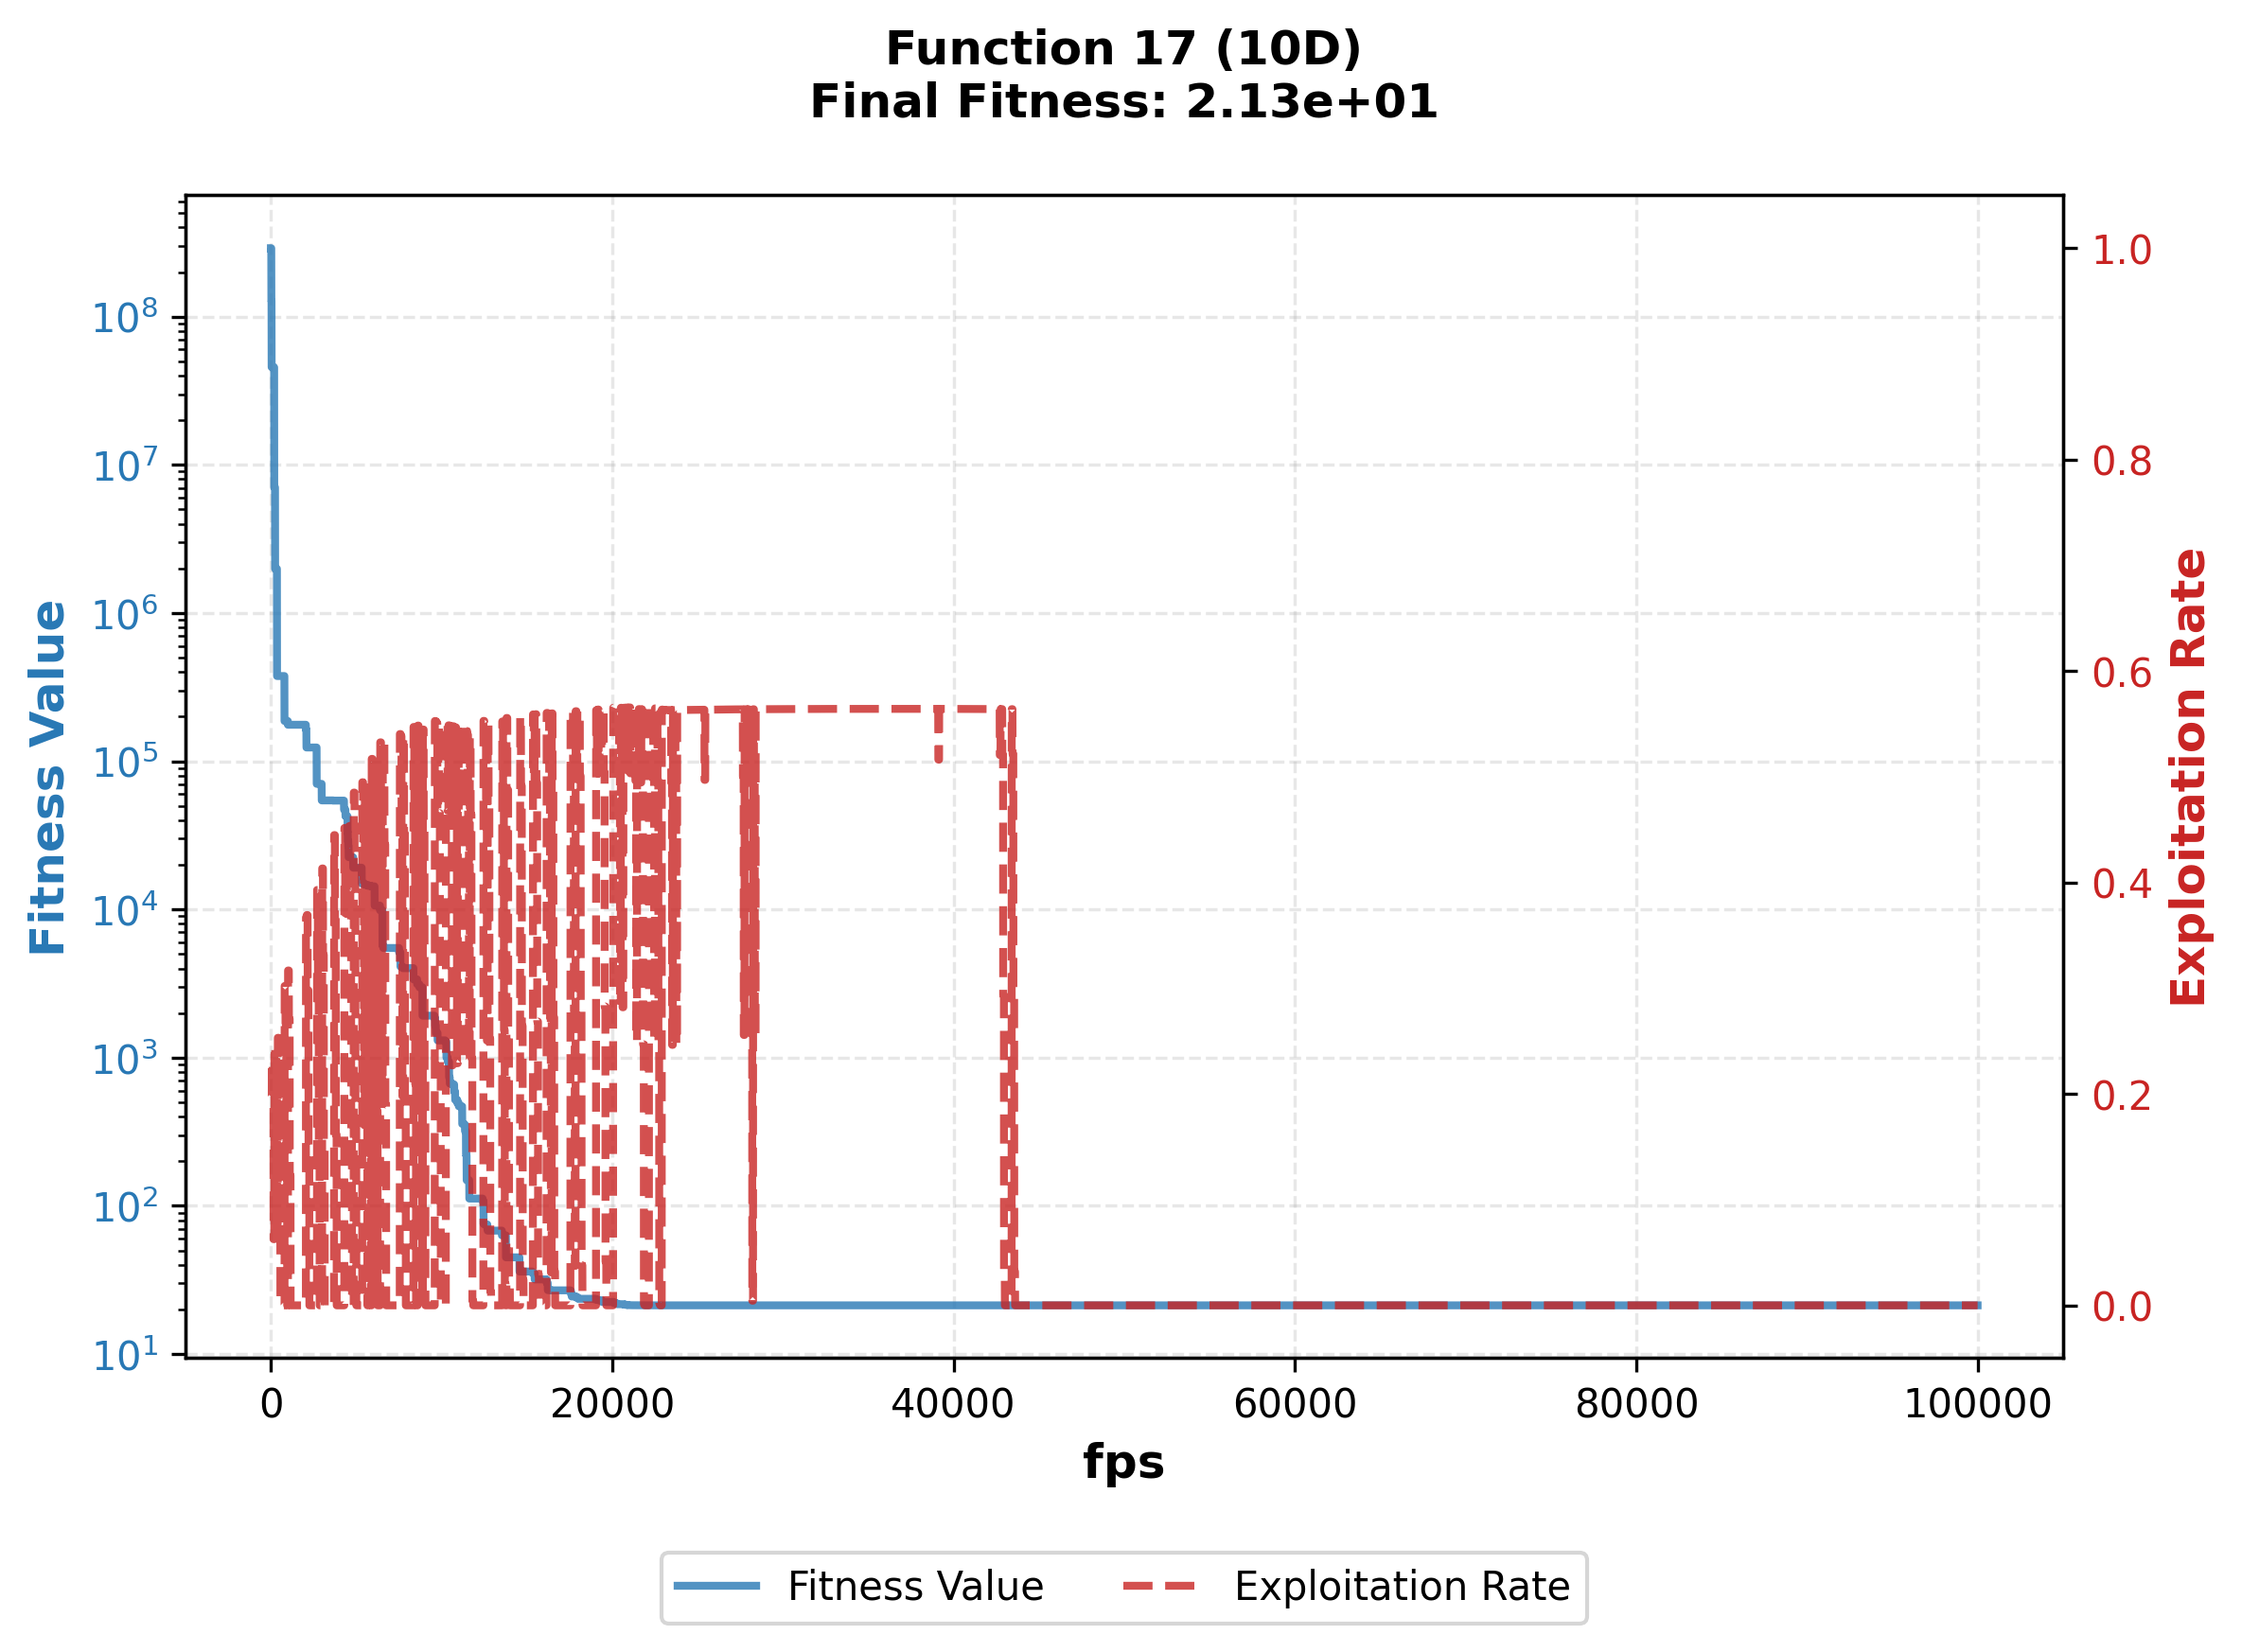 Function 17 (10D)
Final Fitness: 2.13e+01
Fitness Value
10⁸
10⁷
10⁶
10⁵
10⁴
10³
10²
10¹
1.0
0.8
0.6
0.4
0.2
0.0
Exploitation Rate
0 20000 40000 60000 80000 100000
fps
Fitness Value Exploitation Rate